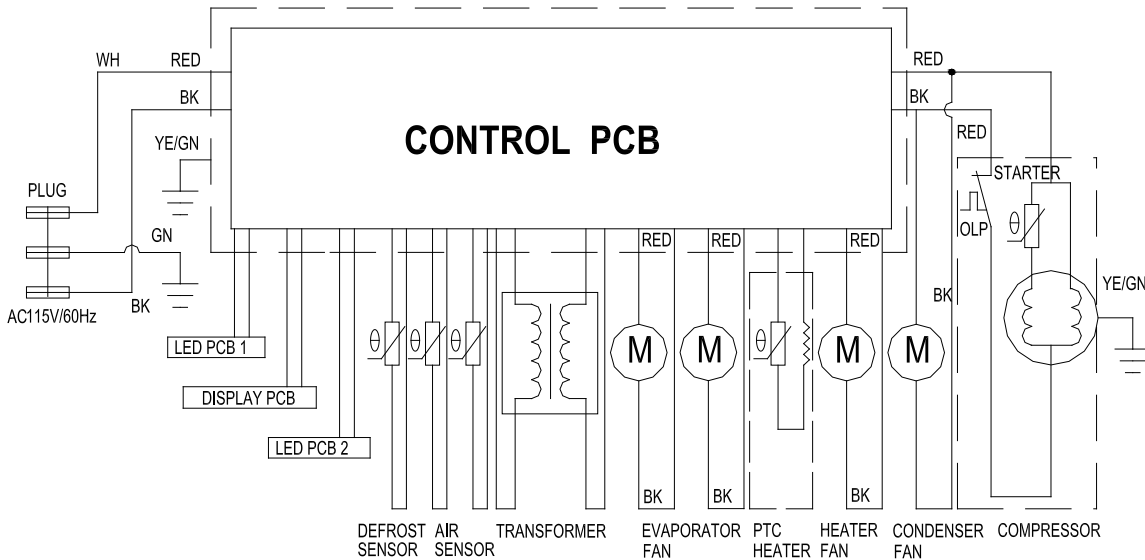 WH
RED
RED
BK
BK
CONTROL PCB
YE/GN
RED
STARTER
PLUG
θ
OLP
GN
RED
RED
RED
YE/GN
BK
BK
AC115V/60Hz
LED PCB 1
θ
θ
θ
M
M
θ
M
M
DISPLAY PCB
LED PCB 2
BK
BK
BK
DEFROST
SENSOR
AIR
SENSOR
TRANSFORMER
EVAPORATOR
FAN
PTC
HEATER
HEATER
FAN
CONDENSER
FAN
COMPRESSOR